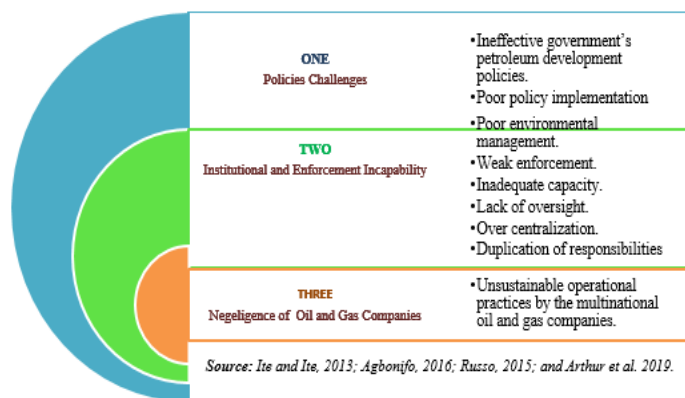 ONE
Policies Challenges
•Ineffective government's
petroleum development
policies.
•Poor policy implementation
•Poor environmental
management.
TWO
Institutional and Enforcement Incapability
•Weak enforcement.
•Inadequate capacity.
•Lack of oversight.
•Over centralization.
•Duplication of responsibilities
THREE
Negeligence of Oil and Gas Companies
•Unsustainable operational
practices by the multinational
oil and gas companies.
Source: Ite and Ite, 2013; Agbonifo, 2016; Russo, 2015; and Arthur et al. 2019.